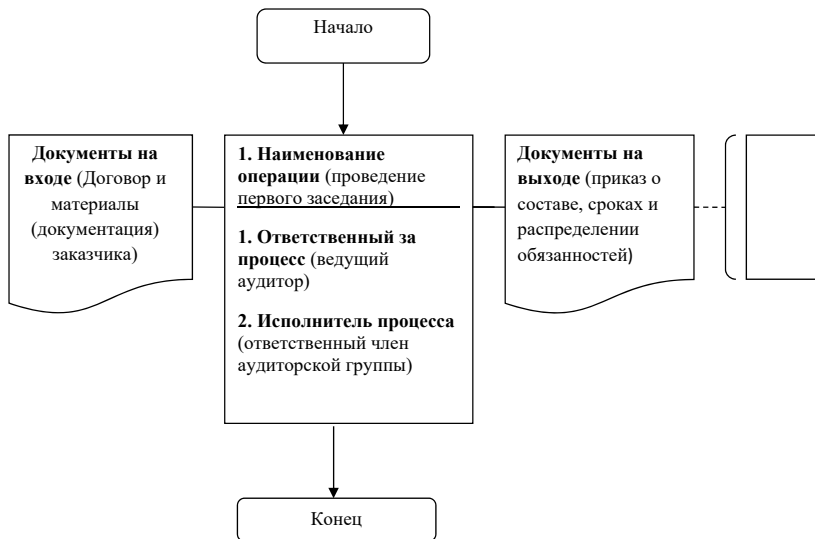 Начало
Документы на
входе (Договор и
материалы
(документация)
заказчика)
1. Наименование
операции (проведение
первого заседания)
1. Ответственный за
процесс (ведущий
аудитор)
2. Исполнитель процесса
(ответственный член
аудиторской группы)
Документы на
выходе (приказ о
составе, сроках и
распределении
обязанностей)
Конец